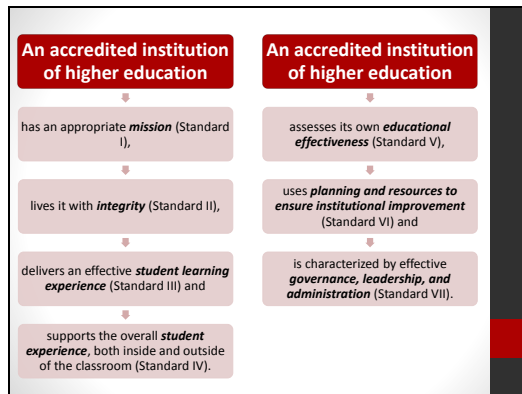 An accredited institution
of higher education
has an appropriate mission (Standard
I),
lives it with integrity (Standard II),
delivers an effective student learning
experience (Standard III) and
supports the overall student
experience, both inside and outside
of the classroom (Standard IV).
An accredited institution
of higher education
assesses its own educational
effectiveness (Standard V),
uses planning and resources to
ensure institutional improvement
(Standard VI) and
is characterized by effective
governance, leadership, and
administration (Standard VII).